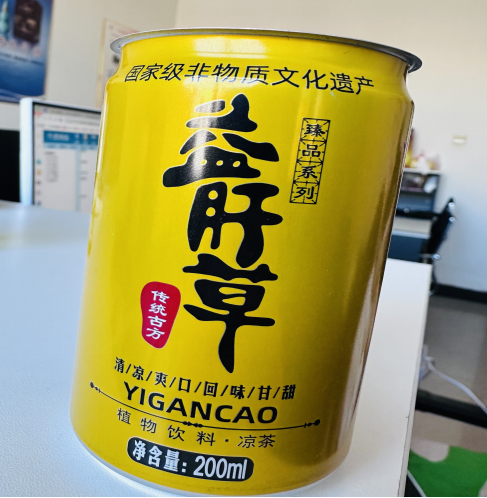 国家级非物质文化遗产
益肝草
臻品系列
传统古方
清/凉/爽/口/回/味/甘/甜
YIGANCAO
植物饮料·凉茶
净含量：200ml